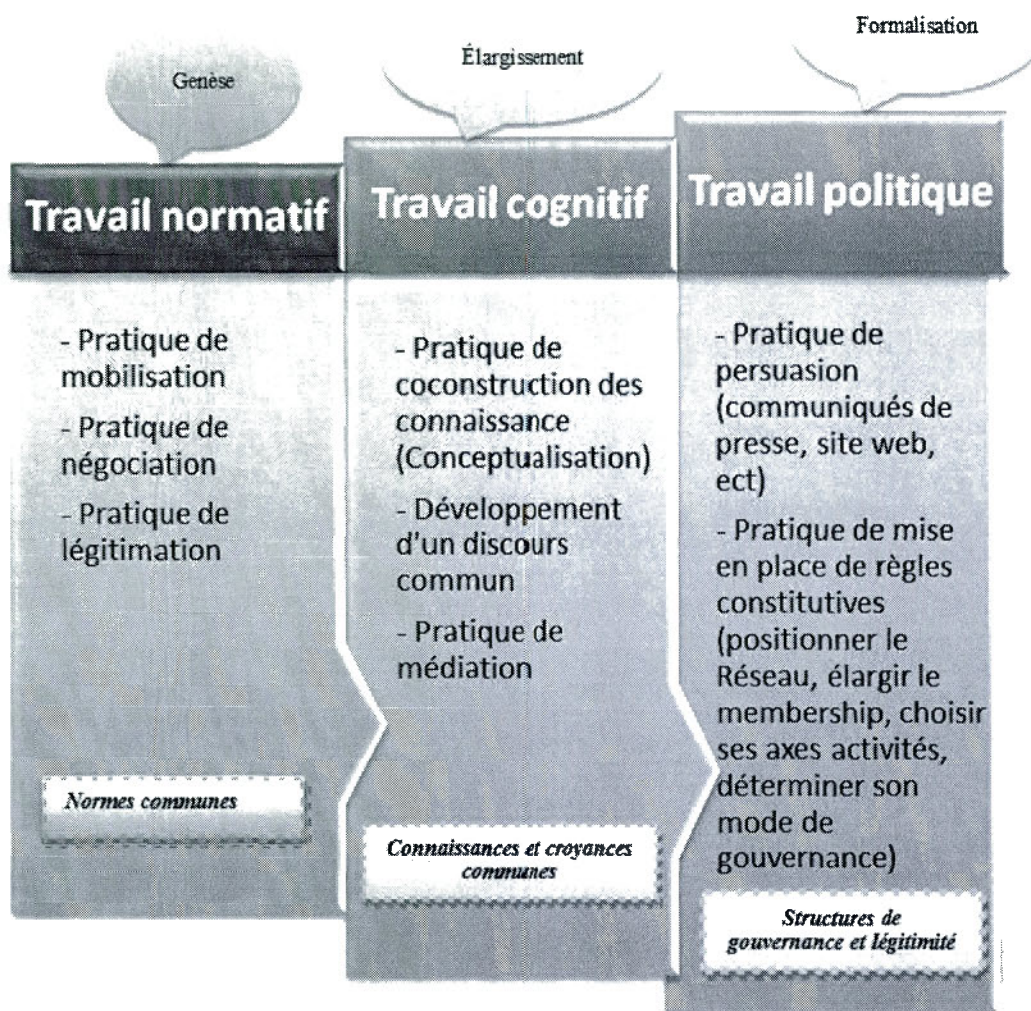 Genèse
Élargissement
Formalisation
Travail normatif
Travail cognitif
Travail politique
- Pratique de
mobilisation
- Pratique de
négociation
- Pratique de
légitimation
Normes communes
- Pratique de
coconstruction des
connaissance
(Conceptualisation)
- Développement
d'un discours
commun
- Pratique de
médiation
Connaissances et croyances
communes
- Pratique de
persuasion
(communiqués de
presse, site web,
ect)
- Pratique de mise
en place de règles
constitutives
(positionner le
Réseau, élargir le
membership, choisir
ses axes activités,
déterminer son
mode de
gouvernance)
Structures de
gouvernance et légitimité